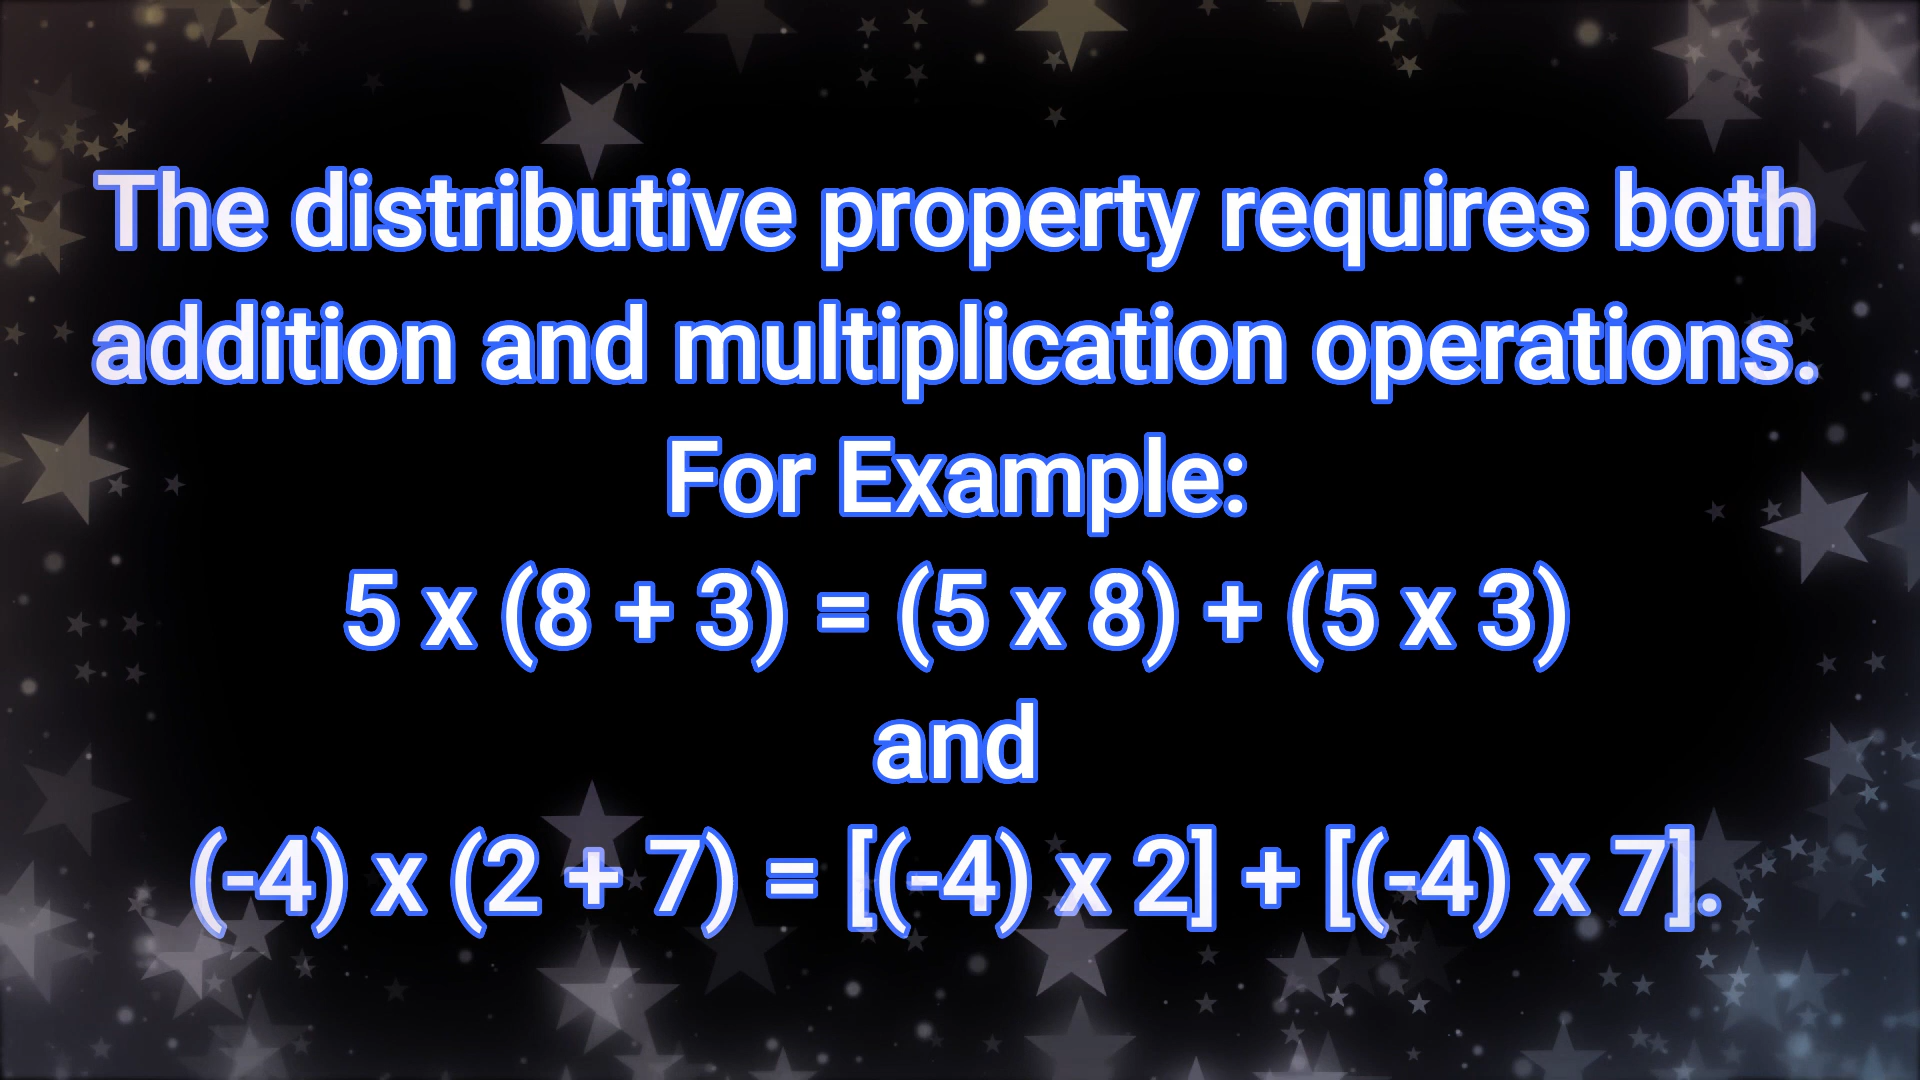 The distributive property requires both
addition and multiplication operations.
For Example:
5 x (8 + 3) = (5 x 8) + (5 x 3)
and
(-4) x (2 + 7) = [(-4) x 2] + [(-4) x 7].